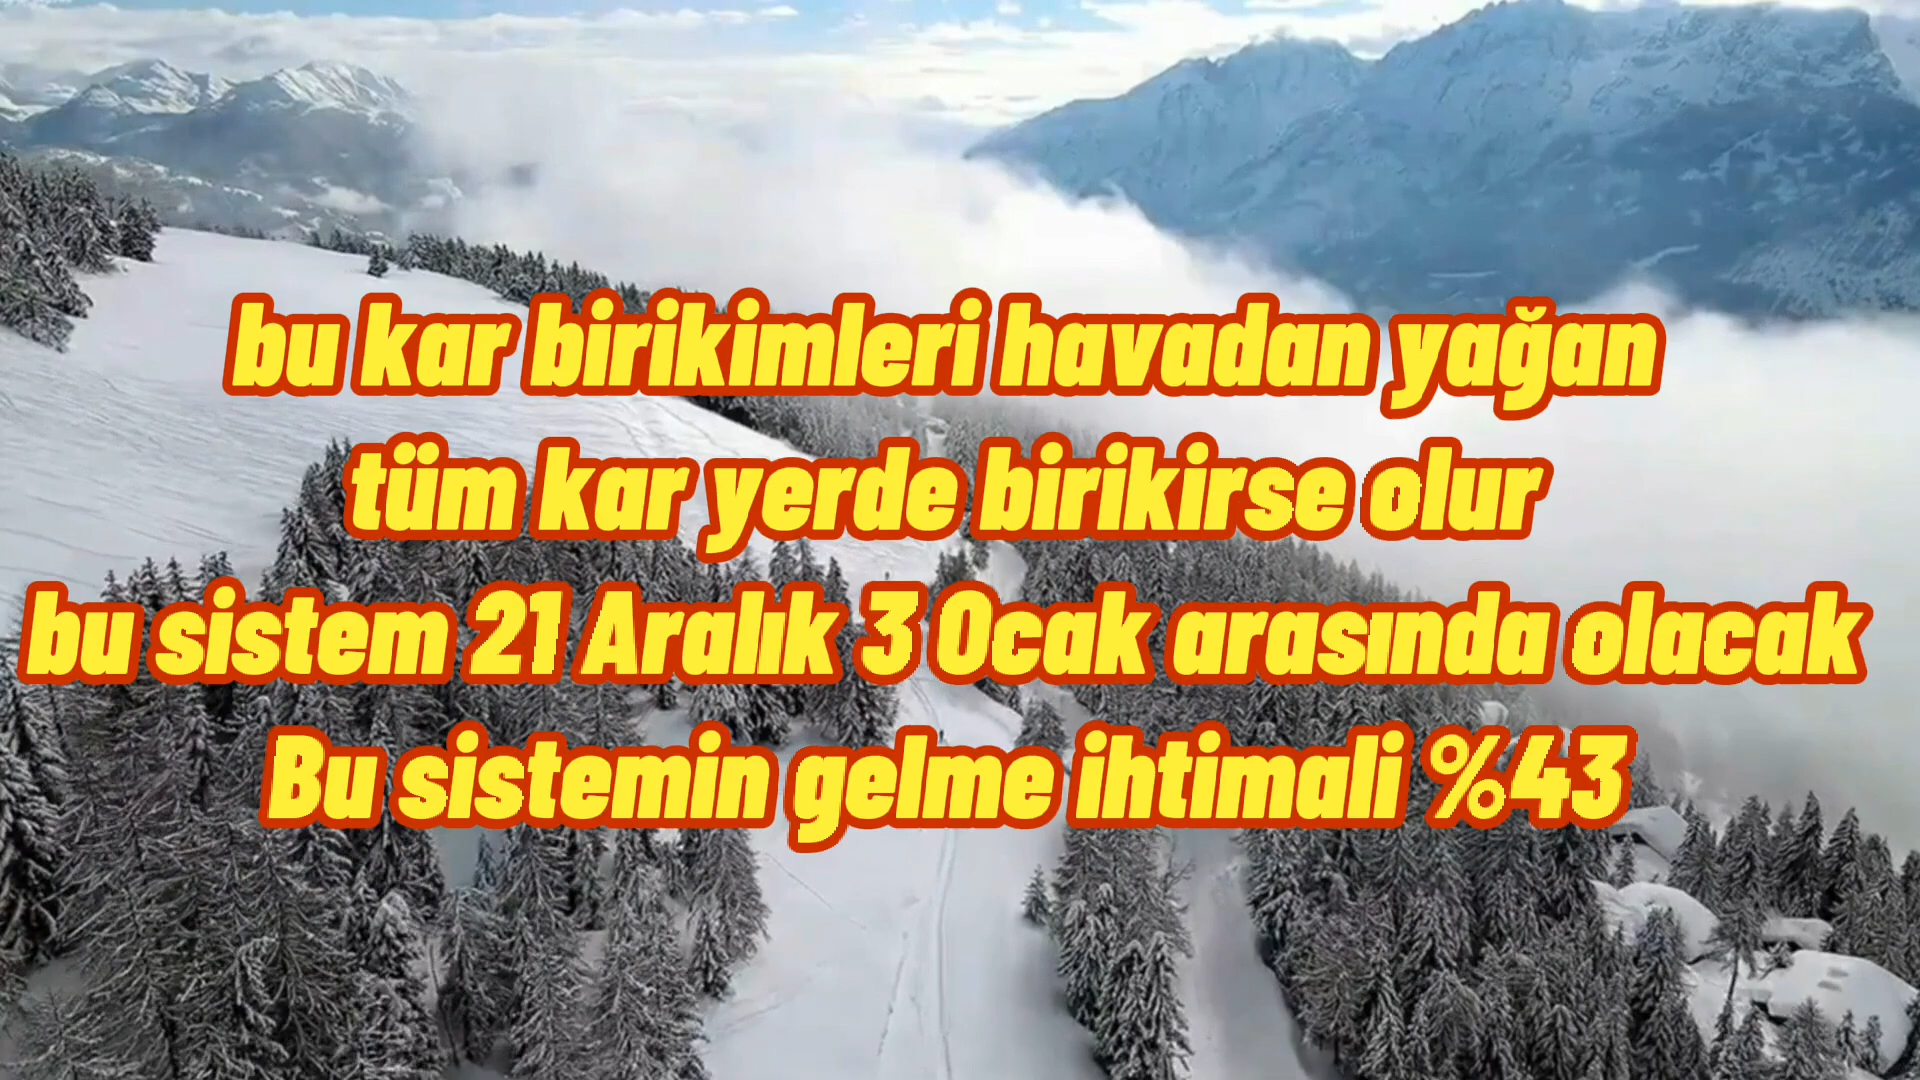 bu kar birikimleri havadan yağan
tüm kar yerde birikirse olur
bu sistem 21 Aralık 3 Ocak arasında olacak
Bu sistemin gelme ihtimali %43